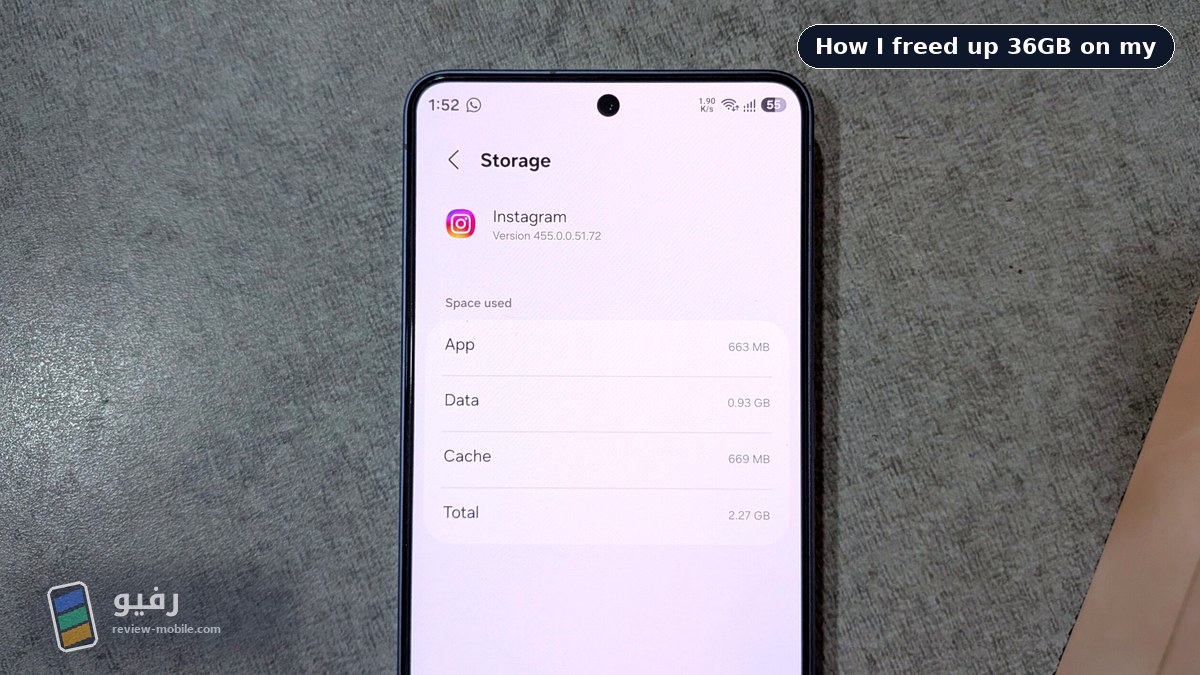 How I freed up 36GB on my
1:52
1.90
K/s
55
Storage
Instagram
Version 455.0.0.51.72
Space used
App 663 MB
Data 0.93 GB
Cache 669 MB
Total 2.27 GB
رفيو
review-mobile.com